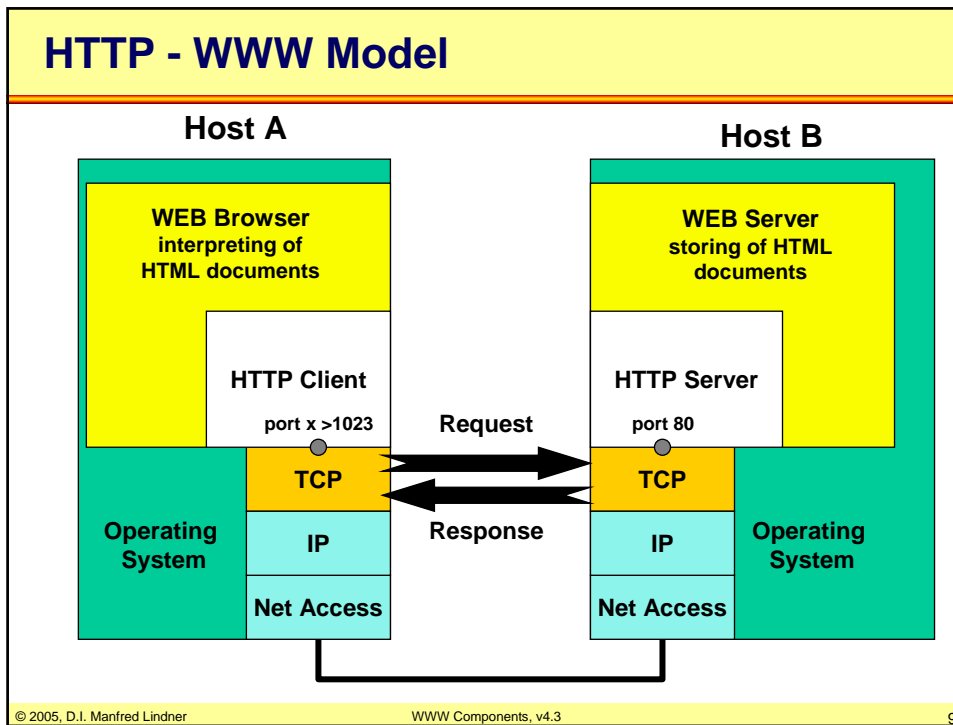 HTTP - WWW Model
Host A
Host B
WEB Browser
interpreting of
HTML documents
HTTP Client
port x >1023
TCP
IP
Net Access
Operating
System
Request
Response
WEB Server
storing of HTML
documents
HTTP Server
port 80
TCP
IP
Net Access
Operating
System
© 2005, D.I. Manfred Lindner
WWW Components, v4.3
9